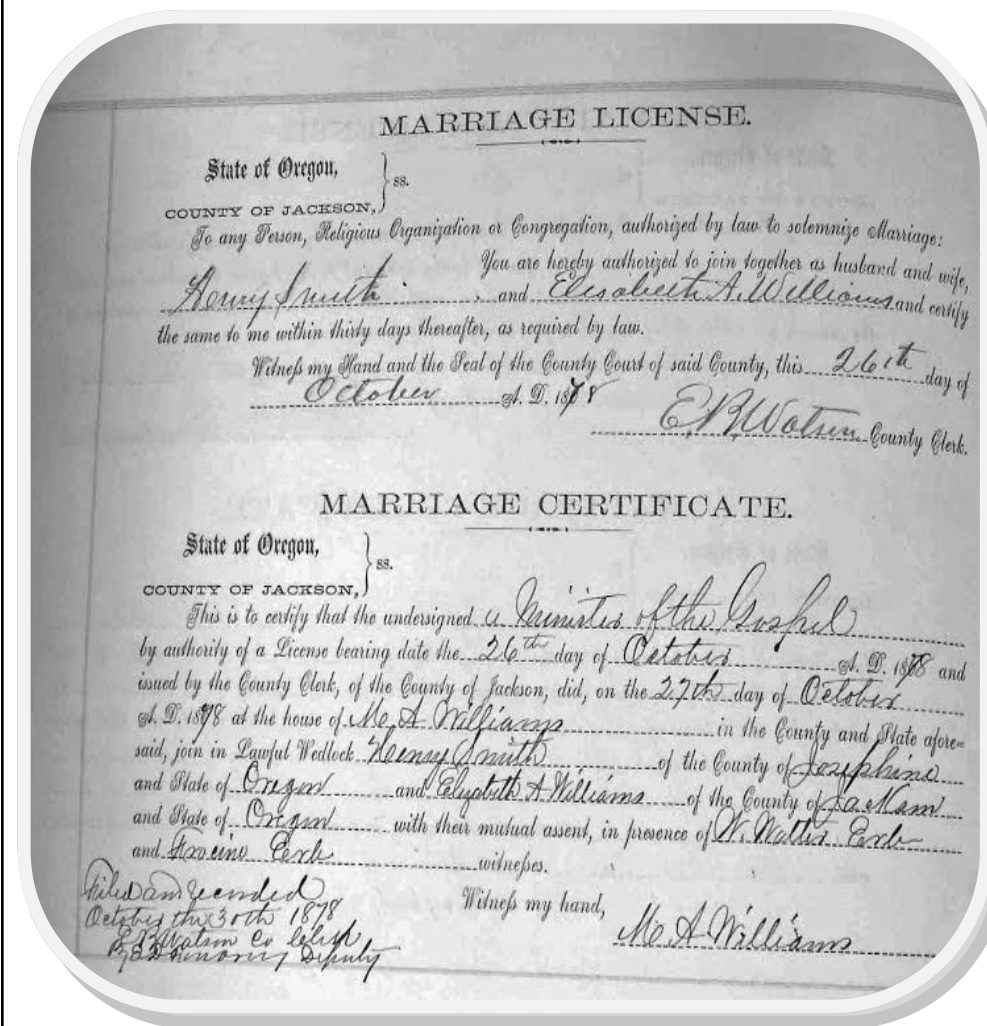 MARRIAGE LICENSE.
State of Oregon,
ss.
COUNTY OF JACKSON,
To any Person, Religious Organization or Congregation, authorized by law to solemnize Marriage:
You are hereby authorized to join together as husband and wife,
Henry Smith and Elisabeth A. Williams and certify
the same to me within thirty days thereafter, as required by law.
Witness my Hand and the Seal of the County Court of said County, this 26th day of
October A. D. 1878
E. B. Watson County Clerk.
MARRIAGE CERTIFICATE.
State of Oregon,
ss.
COUNTY OF JACKSON,
This is to certify that the undersigned a Minister of the Gospel
by authority of a License bearing date the 26th day of October A. D. 1878 and
issued by the County Clerk, of the County of Jackson, did, on the 27th day of October
A. D. 1878 at the house of M. A. Williams in the County and State afore=
said, join in Lawful Wedlock Henry Smith of the County of Josephine
and State of Oregon and Elizabeth A Williams of the County of Jackson
and State of Oregon with their mutual assent, in presence of W. Walter
and witnesses.
Filed and recorded
October the 30th 1878
Witness my hand,
E B Watson Co Clerk
M. A. Williams
By Deputy